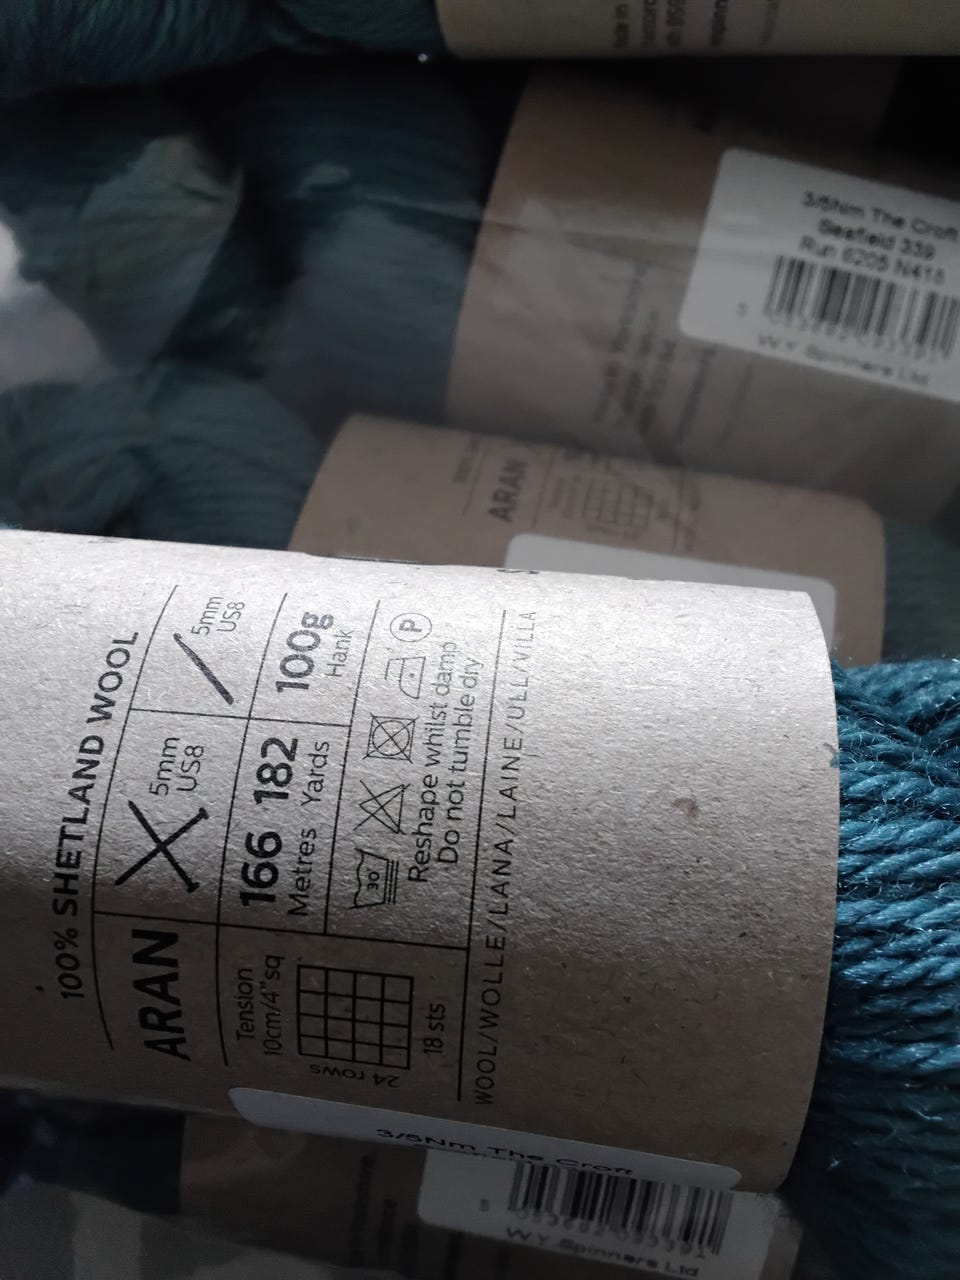 100% SHETLAND WOOL
ARAN
5mm
US8
5mm
US8
Tension
10cm/4"sq
24 rows
18 sts
166 182
Metres Yards
100g
Hank
30
P
Reshape whilst damp
Do not tumble dry
WOOL/WOLLE/LANA/LAINE/ULL/VILLA
3/5Nm The Croft
W Y Spinners Ltd
3/5Nm The Croft
Seafield 339
Run 6205
W Y Spinners Ltd
ARAN